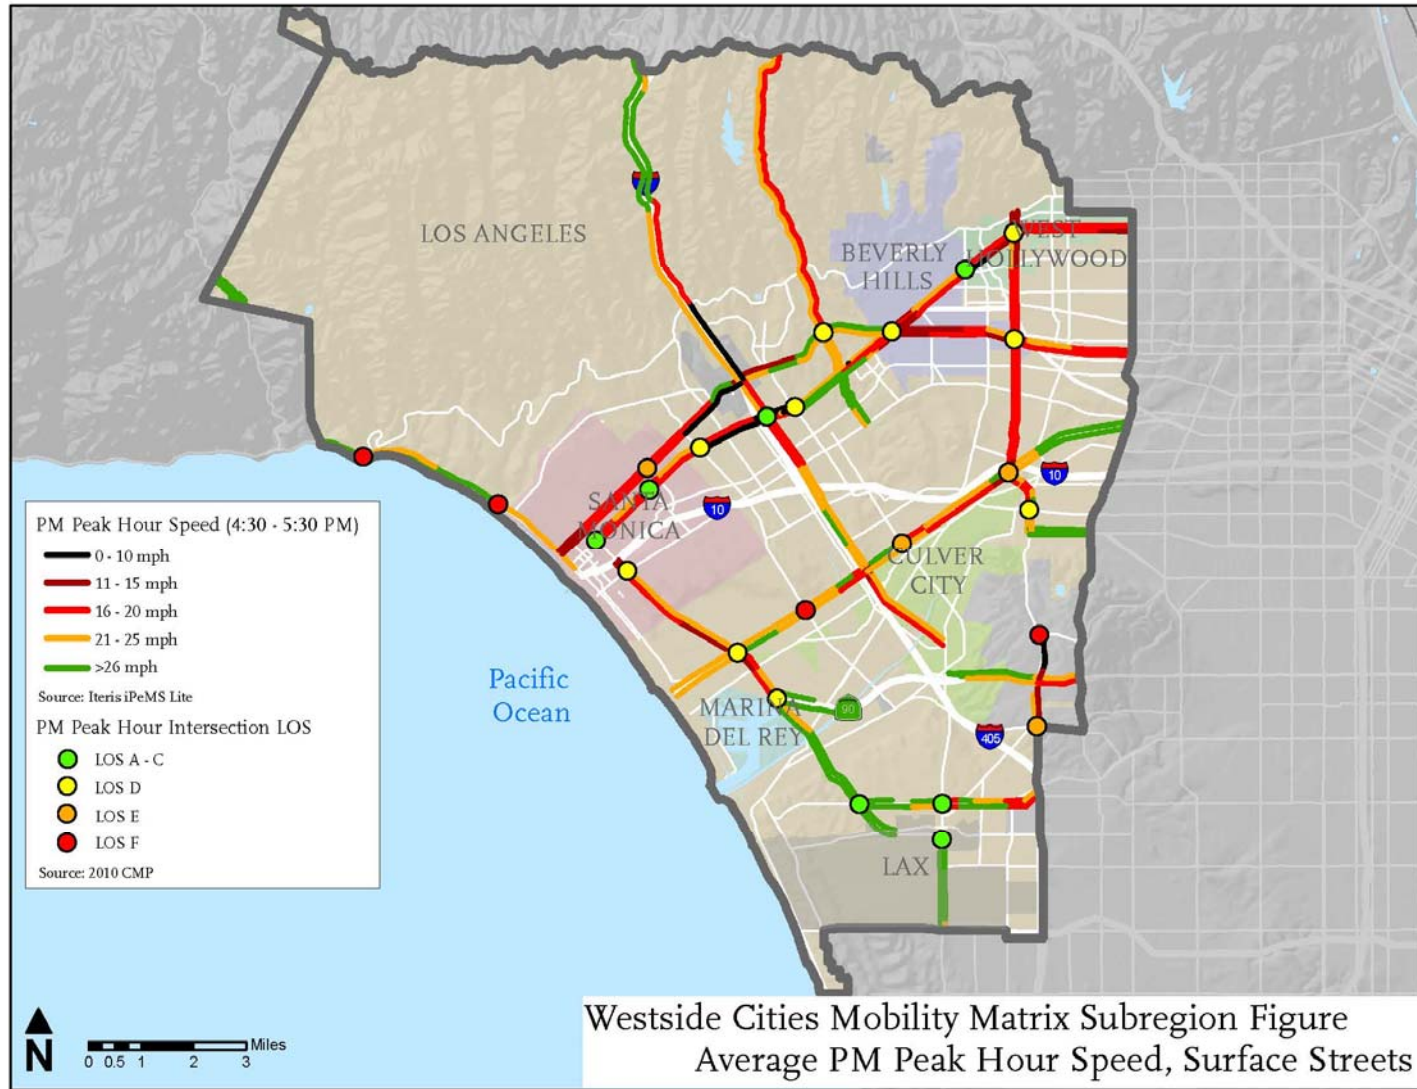 LOS ANGELES
BEVERLY
HILLS
WEST
HOLLYWOOD
SANTA
MONICA
10
10
CULVER
CITY
Pacific
Ocean
MARINA
DEL REY
90
405
LAX
PM Peak Hour Speed (4:30 - 5:30 PM)
0 - 10 mph
11 - 15 mph
16 - 20 mph
21 - 25 mph
>26 mph
Source: Iteris iPeMS Lite
PM Peak Hour Intersection LOS
LOS A - C
LOS D
LOS E
LOS F
Source: 2010 CMP
N
0 0.5 1 2 3 Miles
Westside Cities Mobility Matrix Subregion Figure
Average PM Peak Hour Speed, Surface Streets